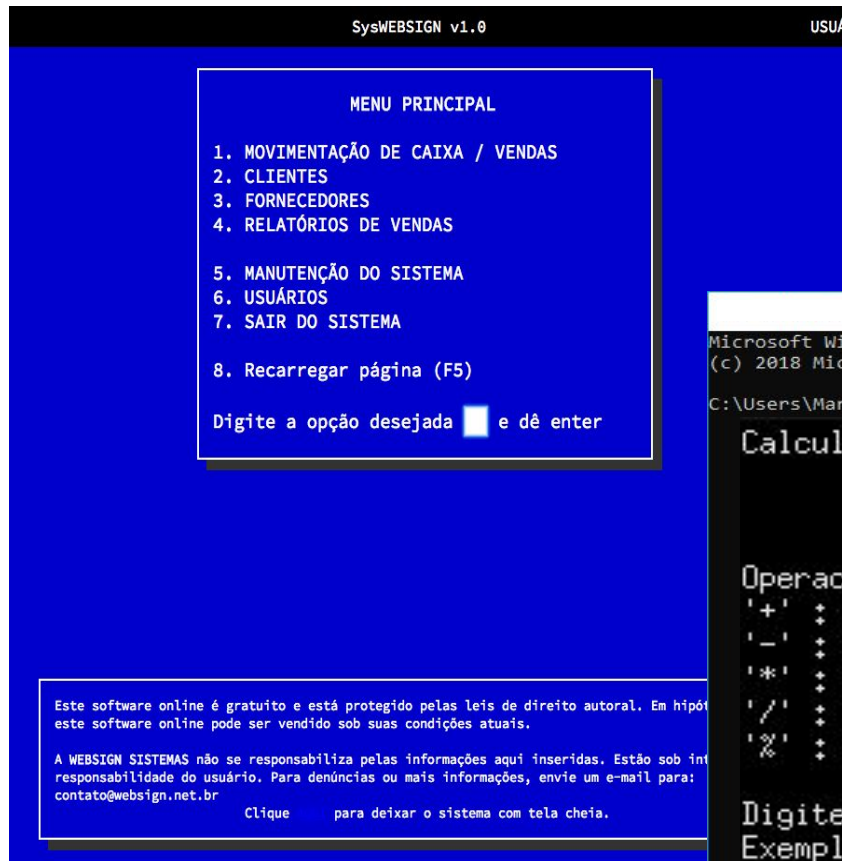 SysWEBSIGN v1.0
MENU PRINCIPAL
1. MOVIMENTAÇÃO DE CAIXA / VENDAS
2. CLIENTES
3. FORNECEDORES
4. RELATÓRIOS DE VENDAS
5. MANUTENÇÃO DO SISTEMA
6. USUÁRIOS
7. SAIR DO SISTEMA
8. Recarregar página (F5)
Digite a opção desejada e dê enter
Este software online é gratuito e está protegido pelas leis de direito autoral. Em
este software online pode ser vendido sob suas condições atuais.
A WEBSIGN SISTEMAS não se responsabiliza pelas informações aqui inseridas. Estão sob
responsabilidade do usuário. Para denúncias ou mais informações, envie um e-mail para:
contato@websign.net.br
Clique para deixar o sistema com tela cheia.
Microsoft
(c) 2018
'+' :
'-' :
'*' :
'/' :
'%' :
Digite